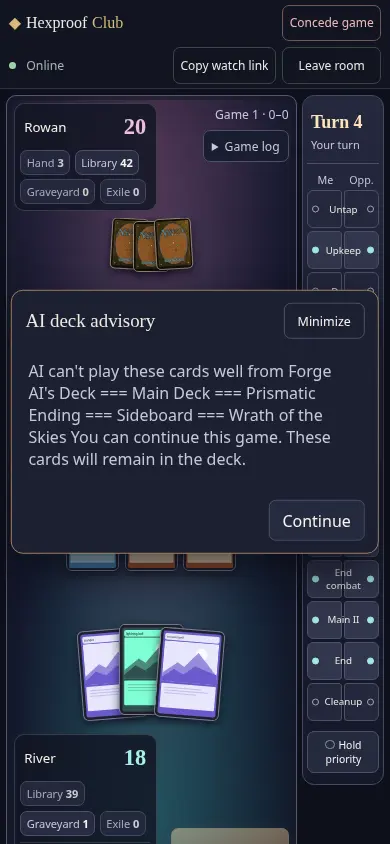 Hexproof Club
Concede game
Online
Copy watch link
Leave room
Rowan 20
Hand 3
Library 42
Graveyard 0
Exile 0
Game 1 · 0–0
▶ Game log
Turn 4
Your turn
Me Opp.
Untap
Upkeep
AI deck advisory
Minimize
AI can't play these cards well from Forge
AI's Deck === Main Deck === Prismatic
Ending === Sideboard === Wrath of the
Skies You can continue this game. These
cards will remain in the deck.
Continue
End
combat
Main II
End
Cleanup
Hold
priority
River 18
Library 39
Graveyard 1
Exile 0